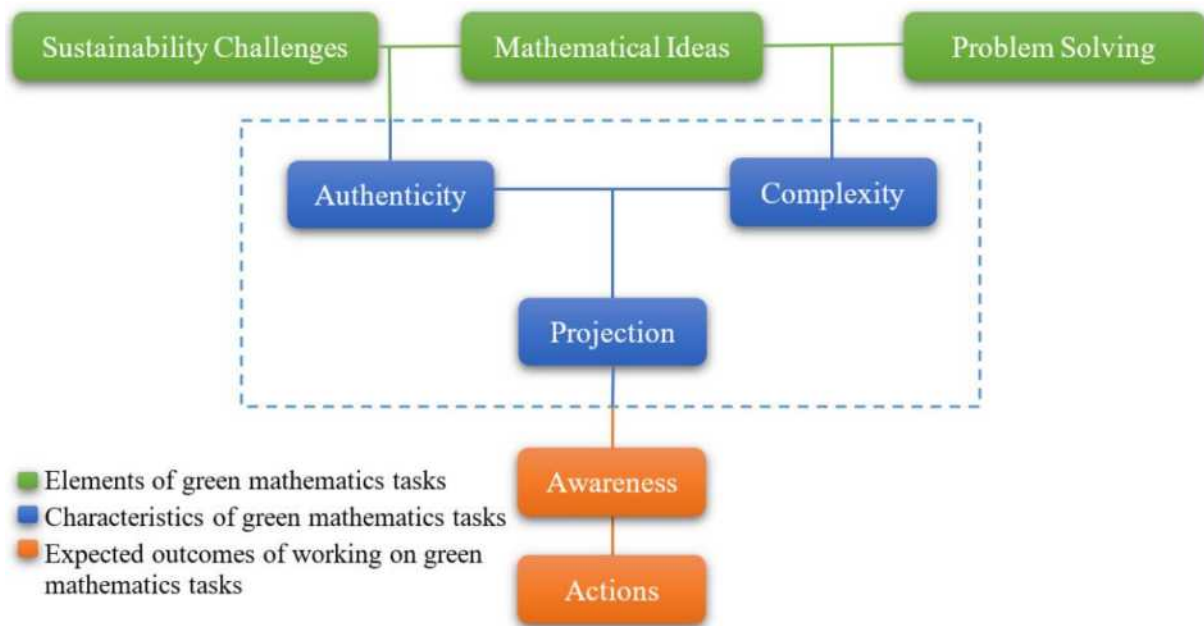 Sustainability Challenges
Mathematical Ideas
Problem Solving
Authenticity
Complexity
Projection
Awareness
Actions
Elements of green mathematics tasks
Characteristics of green mathematics tasks
Expected outcomes of working on green
mathematics tasks